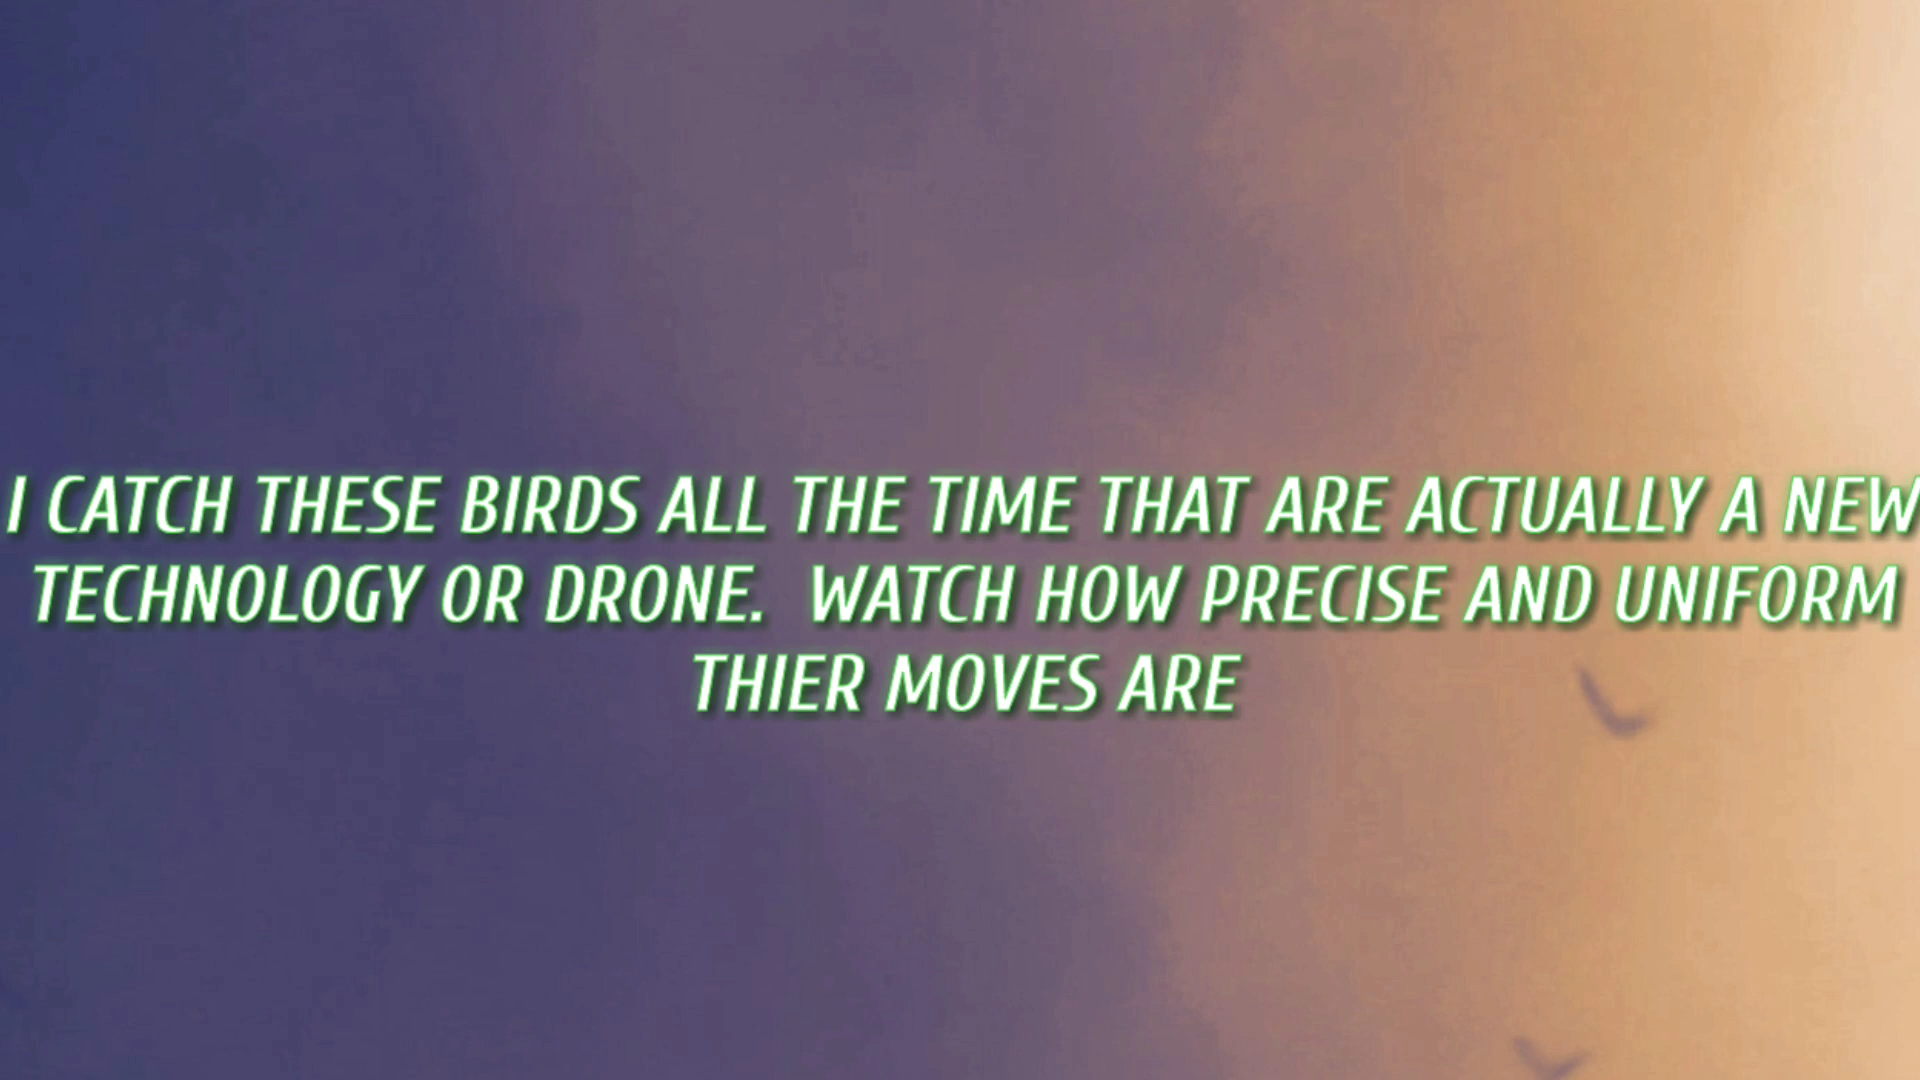 I CATCH THESE BIRDS ALL THE TIME THAT ARE ACTUALLY A NEW
TECHNOLOGY OR DRONE. WATCH HOW PRECISE AND UNIFORM
THIER MOVES ARE